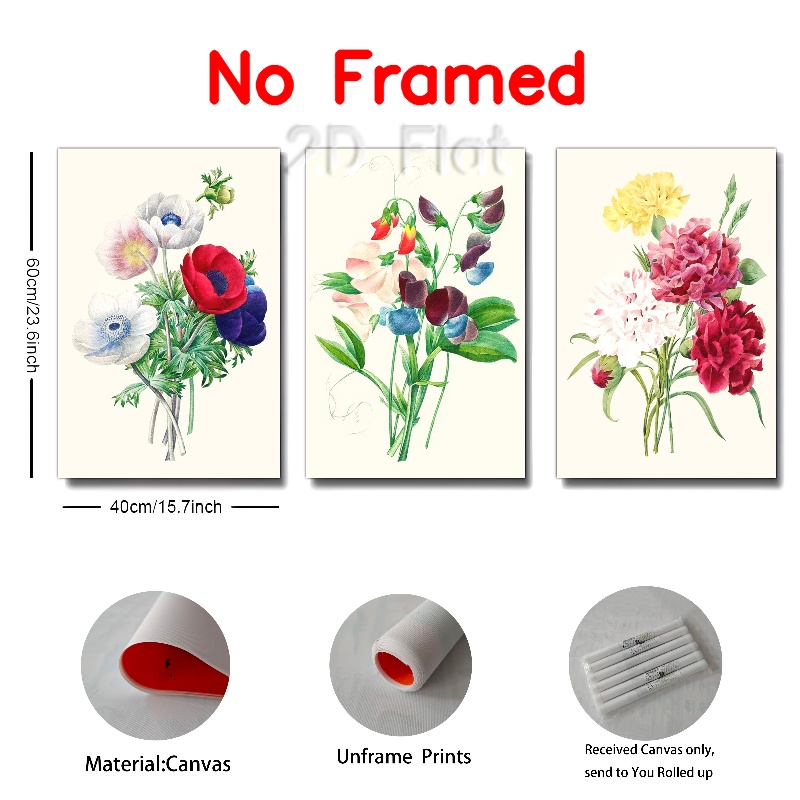 No Framed
2D Flat
60cm/23.6inch
40cm/15.7inch
Material:Canvas
Unframe Prints
Received Canvas only,
send to You Rolled up